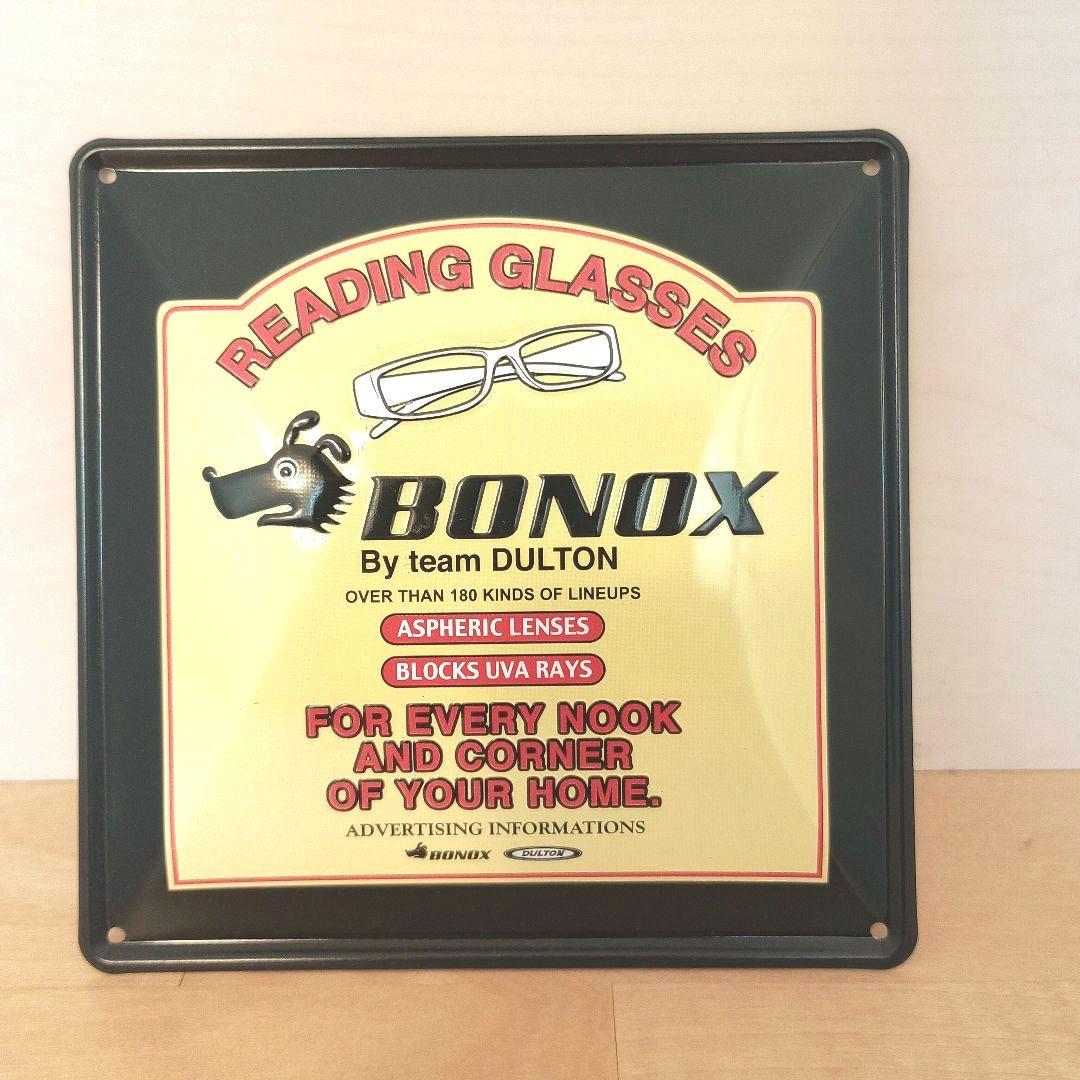 READING GLASSES
BONOX
By team DULTON
OVER THAN 180 KINDS OF LINEUPS
ASPHERIC LENSES
BLOCKS UVA RAYS
FOR EVERY NOOK
AND CORNER
OF YOUR HOME.
ADVERTISING INFORMATIONS
BONOX DULTON